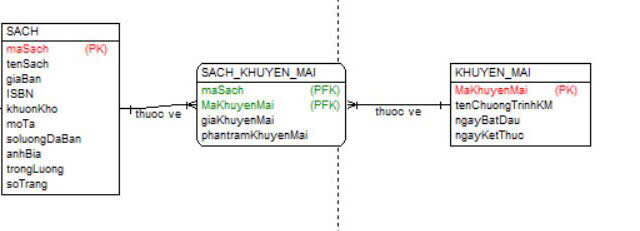 SACH
maSach (PK)
tenSach
giaBan
ISBN
khuonKho
moTa
soluongDaBan
anhBia
trongLuong
soTrang
thuoc ve
SACH_KHUYEN_MAI
maSach (PFK)
MaKhuyenMai (PFK)
giaKhuyenMai
phantramKhuyenMai
thuoc ve
KHUYEN_MAI
MaKhuyenMai (PK)
tenChuongTrinhKM
ngayBatDau
ngayKetThuc